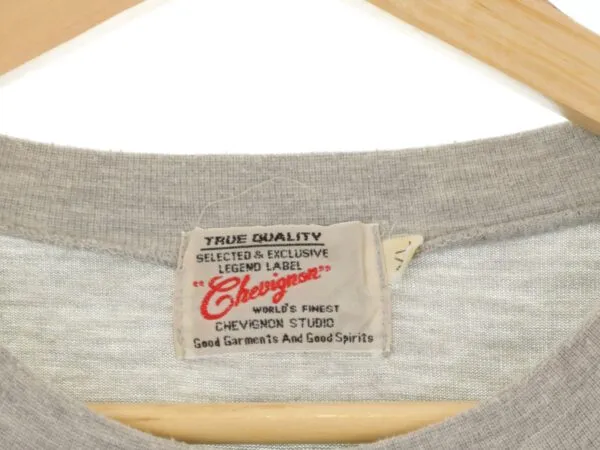 TRUE QUALITY
SELECTED & EXCLUSIVE
LEGEND LABEL
"Chevignon"
WORLD'S FINEST
CHEVIGNON STUDIO
Good Garments And Good Spirits